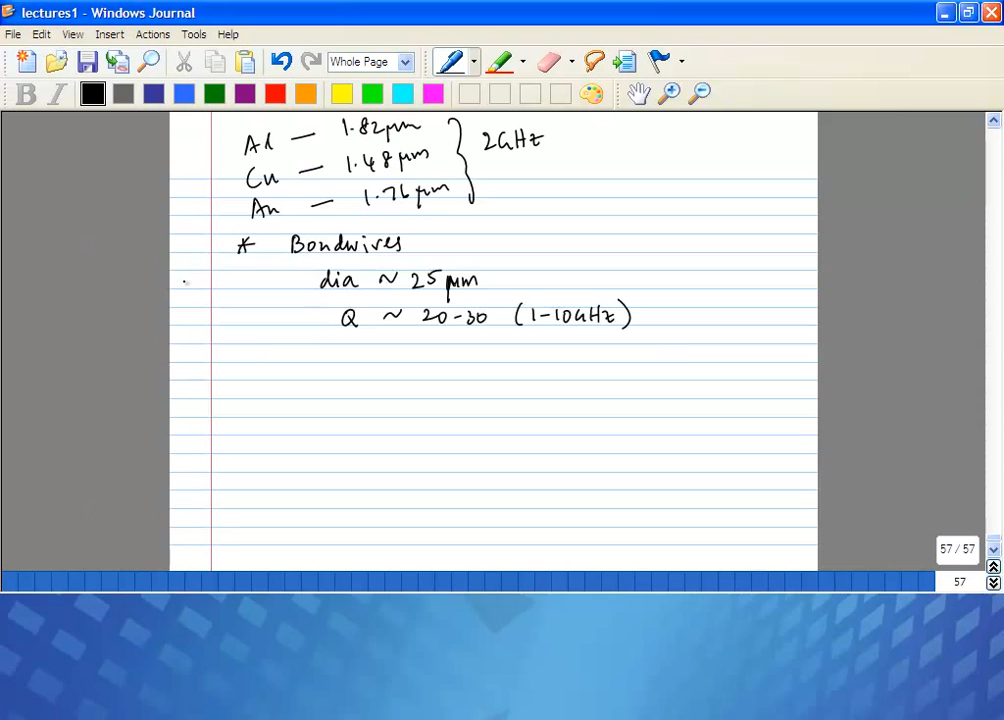 lectures1 - Windows Journal
File Edit View Insert Actions Tools Help
Whole Page
B I
Al — 1.82μm
Cu — 1.48μm } 2GHz
Au — 1.76μm
* Bondwires
dia ~ 25μm
Q ~ 20-30 (1-10GHz)
57 / 57
57